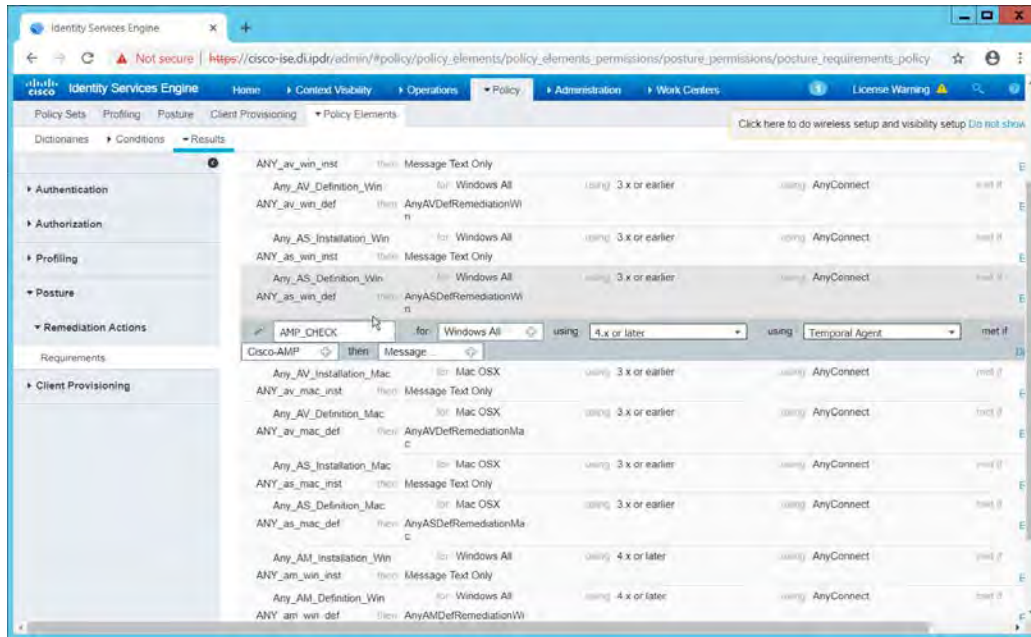 Identity Services Engine
Not secure | https://cisco-ise.di.ipdr/admin/#policy/policy_elements/policy_elements_permissions/posture_permissions/posture_requirements_policy
CISCO Identity Services Engine Home Context Visibility Operations Policy Administration Work Centers License Warning
Policy Sets Profiling Posture Client Provisioning Policy Elements
Click here to do wireless setup and visibility setup Do not show
Dictionaries Conditions Results
Authentication
Authorization
Profiling
Posture
Remediation Actions
Requirements
Client Provisioning
ANY_av_win_inst then Message Text Only
Any_AV_Definition_Win for Windows All using 3.x or earlier using AnyConnect met if
ANY_av_win_def then AnyAVDefRemediationWi
n
Any_AS_Installation_Win for Windows All using 3.x or earlier using AnyConnect met if
ANY_as_win_inst then Message Text Only
Any_AS_Definition_Win for Windows All using 3.x or earlier using AnyConnect met if
ANY_as_win_def then AnyASDefRemediationWi
n
AMP_CHECK for Windows All using 4.x or later using Temporal Agent met if
Cisco-AMP then Message ...
Any_AV_Installation_Mac for Mac OSX using 3.x or earlier using AnyConnect met if
ANY_av_mac_inst then Message Text Only
Any_AV_Definition_Mac for Mac OSX using 3.x or earlier using AnyConnect met if
ANY_av_mac_def then AnyAVDefRemediationMa
c
Any_AS_Installation_Mac for Mac OSX using 3.x or earlier using AnyConnect met if
ANY_as_mac_inst then Message Text Only
Any_AS_Definition_Mac for Mac OSX using 3.x or earlier using AnyConnect met if
ANY_as_mac_def then AnyASDefRemediationMa
c
Any_AM_Installation_Win for Windows All using 4.x or later using AnyConnect met if
ANY_am_win_inst then Message Text Only
Any_AM_Definition_Win for Windows All using 4.x or later using AnyConnect met if
ANY_am_win_def then AnyAMDefRemediationWi